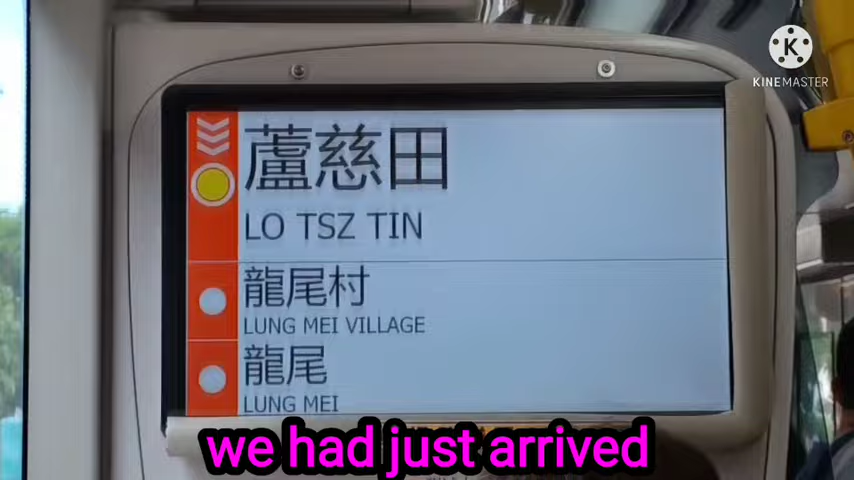 KINEMASTER
蘆慈田
LO TSZ TIN
龍尾村
LUNG MEI VILLAGE
龍尾
LUNG MEI
we had just arrived